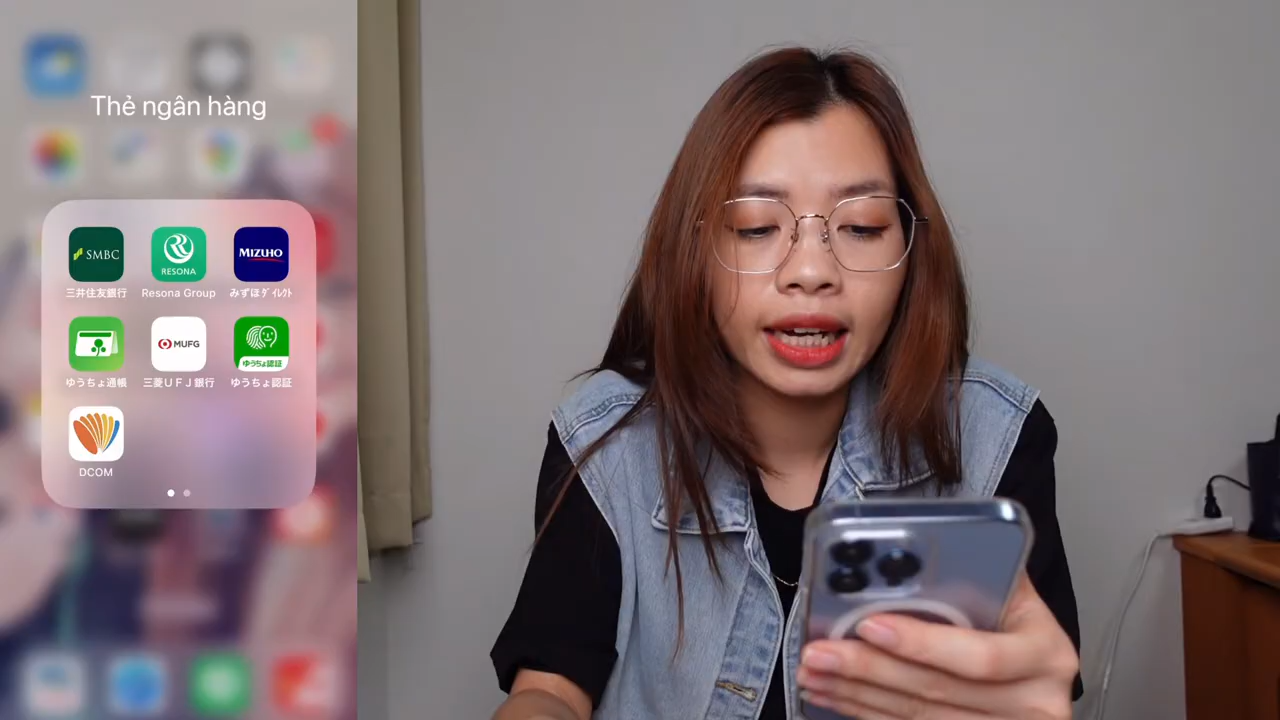 Thẻ ngân hàng
SMBC
RESONA
MIZUHO
三井住友銀行
Resona Group
みずほダイレクト
MUFG
ゆうちょ認証
ゆうちょ通帳
三菱UFJ銀行
ゆうちょ認証
DCOM